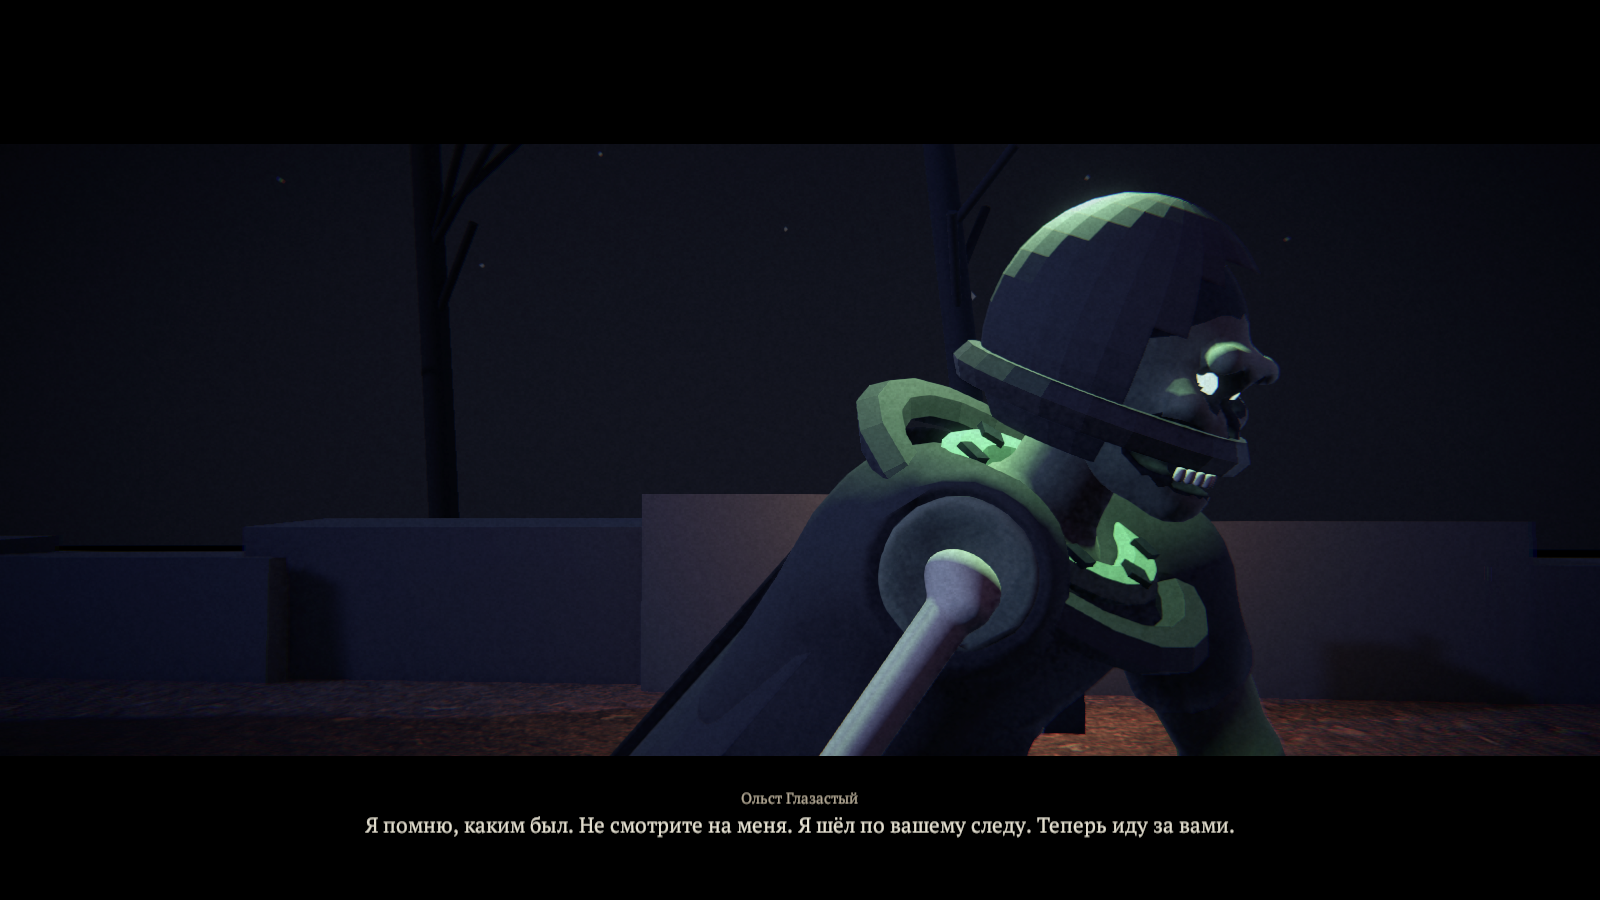 Ольст Глазастый
Я помню, каким был. Не смотрите на меня. Я шёл по вашему следу. Теперь иду за вами.